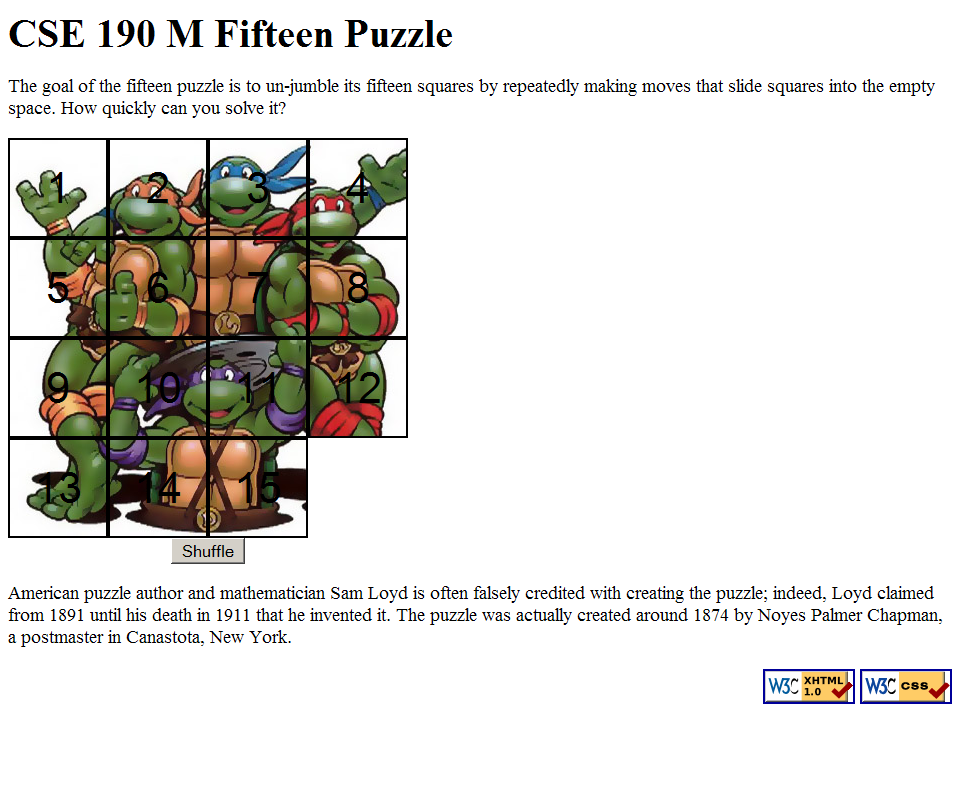 CSE 190 M Fifteen Puzzle
The goal of the fifteen puzzle is to un-jumble its fifteen squares by repeatedly making moves that slide squares into the empty
space. How quickly can you solve it?
1 2 3 4
5 6 7 8
9 10 11 12
13 14 15
Shuffle
American puzzle author and mathematician Sam Loyd is often falsely credited with creating the puzzle; indeed, Loyd claimed
from 1891 until his death in 1911 that he invented it. The puzzle was actually created around 1874 by Noyes Palmer Chapman,
a postmaster in Canastota, New York.
W3C XHTML 1.0 W3C css